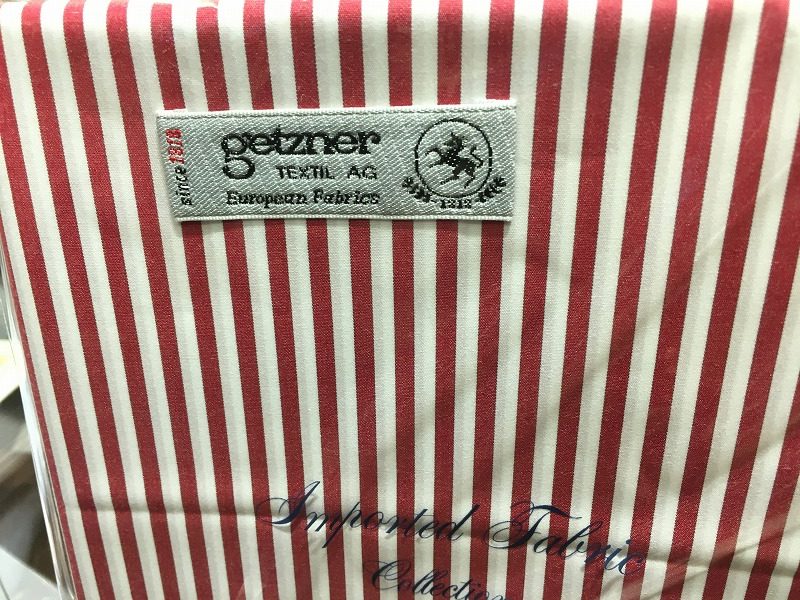 since 1818
getzner
TEXTIL AG
European Fabrics
Imported Fabric
Collection